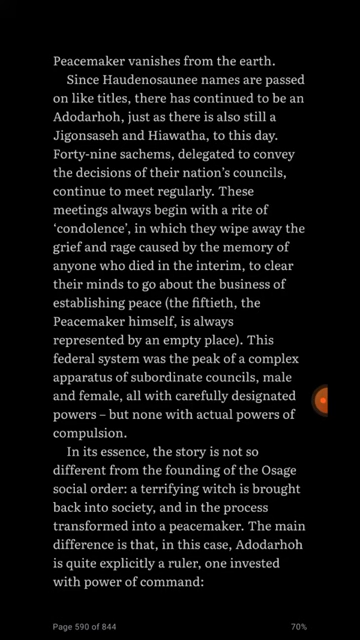 Peacemaker vanishes from the earth.
Since Haudenosaunee names are passed
on like titles, there has continued to be an
Adodarhoh, just as there is also still a
Jigonsaseh and Hiawatha, to this day.
Forty-nine sachems, delegated to convey
the decisions of their nation's councils,
continue to meet regularly. These
meetings always begin with a rite of
‘condolence’, in which they wipe away the
grief and rage caused by the memory of
anyone who died in the interim, to clear
their minds to go about the business of
establishing peace (the fiftieth, the
Peacemaker himself, is always
represented by an empty place). This
federal system was the peak of a complex
apparatus of subordinate councils, male
and female, all with carefully designated
powers – but none with actual powers of
compulsion.
In its essence, the story is not so
different from the founding of the Osage
social order: a terrifying witch is brought
back into society, and in the process
transformed into a peacemaker. The main
difference is that, in this case, Adodarhoh
is quite explicitly a ruler, one invested
with power of command:
Page 590 of 844
70%